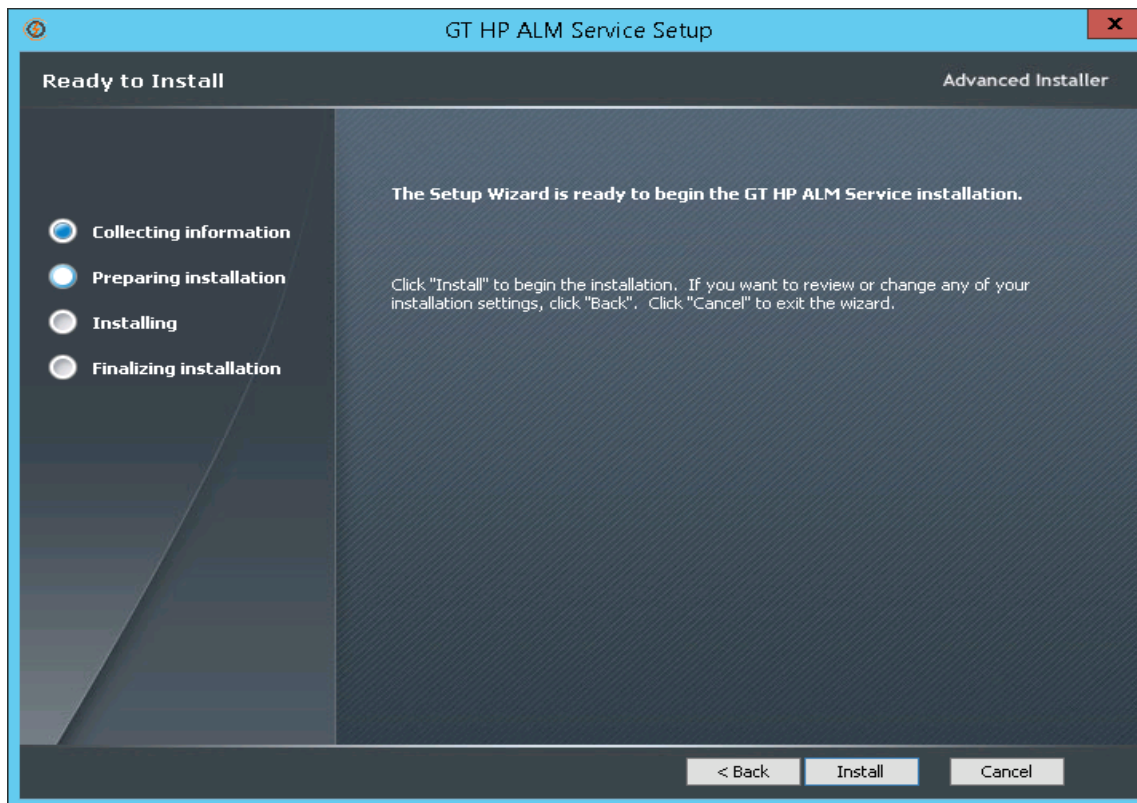 GT HP ALM Service Setup
x
Ready to Install
Advanced Installer
Collecting information
Preparing installation
Installing
Finalizing installation
The Setup Wizard is ready to begin the GT HP ALM Service installation.
Click "Install" to begin the installation. If you want to review or change any of your
installation settings, click "Back". Click "Cancel" to exit the wizard.
< Back
Install
Cancel